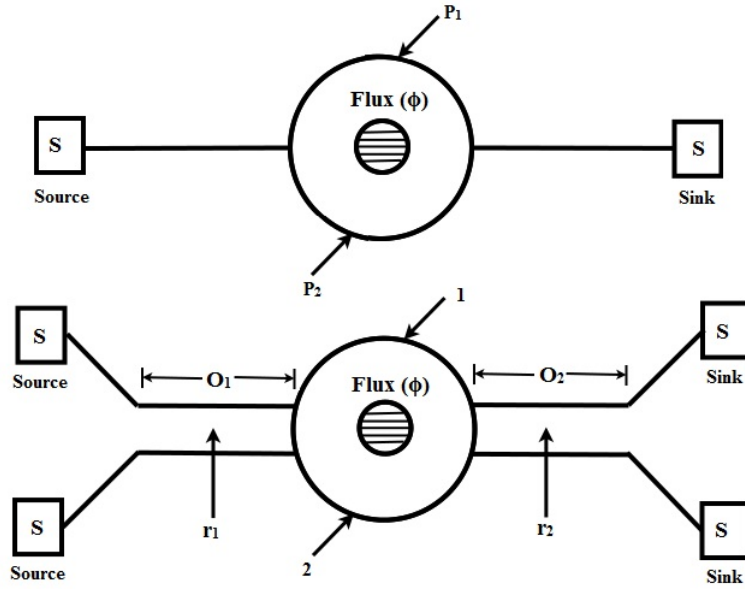 P₁
Flux (ϕ)
S
S
Source
Sink
P₂
1
S
S
O₁
O₂
Source
Flux (ϕ)
Sink
S
S
r₁
r₂
2
Source
Sink